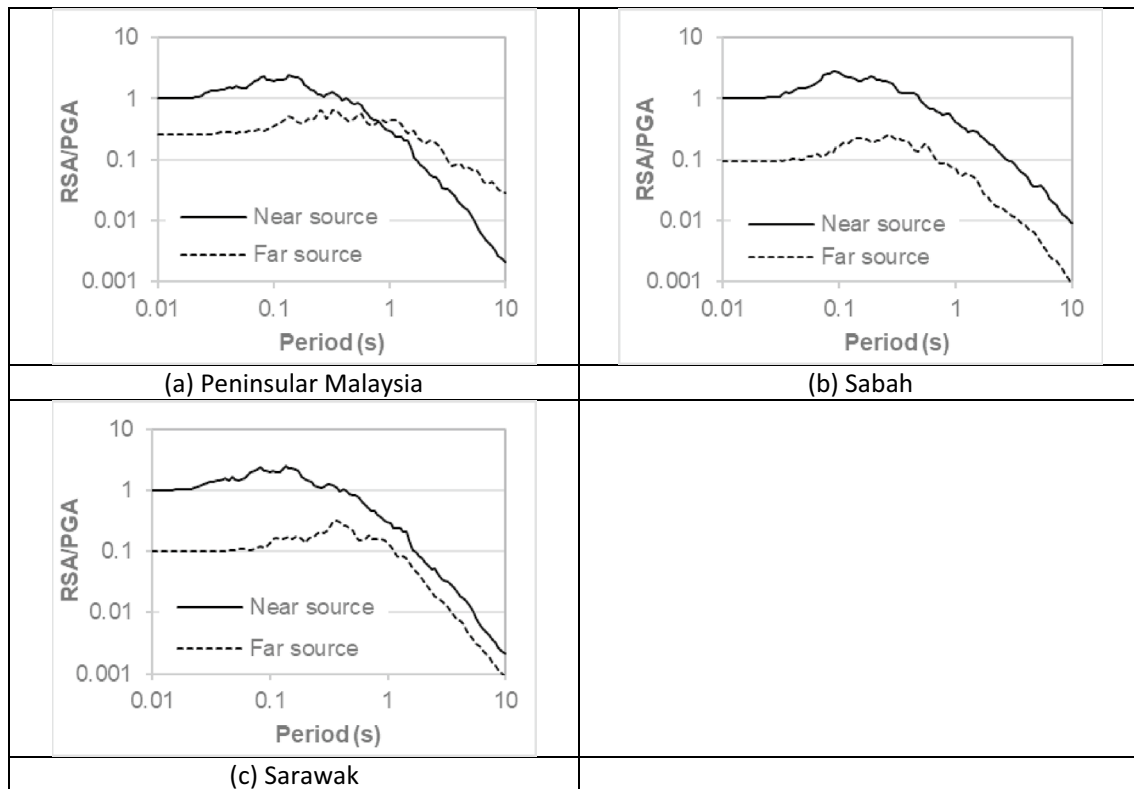 10
1
0.1
0.01
0.001
RSA/PGA
Near source
Far source
0.01 0.1 1 10
Period (s)
(a) Peninsular Malaysia
10
1
0.1
0.01
0.001
RSA/PGA
Near source
Far source
0.01 0.1 1 10
Period (s)
(b) Sabah
10
1
0.1
0.01
0.001
RSA/PGA
Near source
Far source
0.01 0.1 1 10
Period (s)
(c) Sarawak